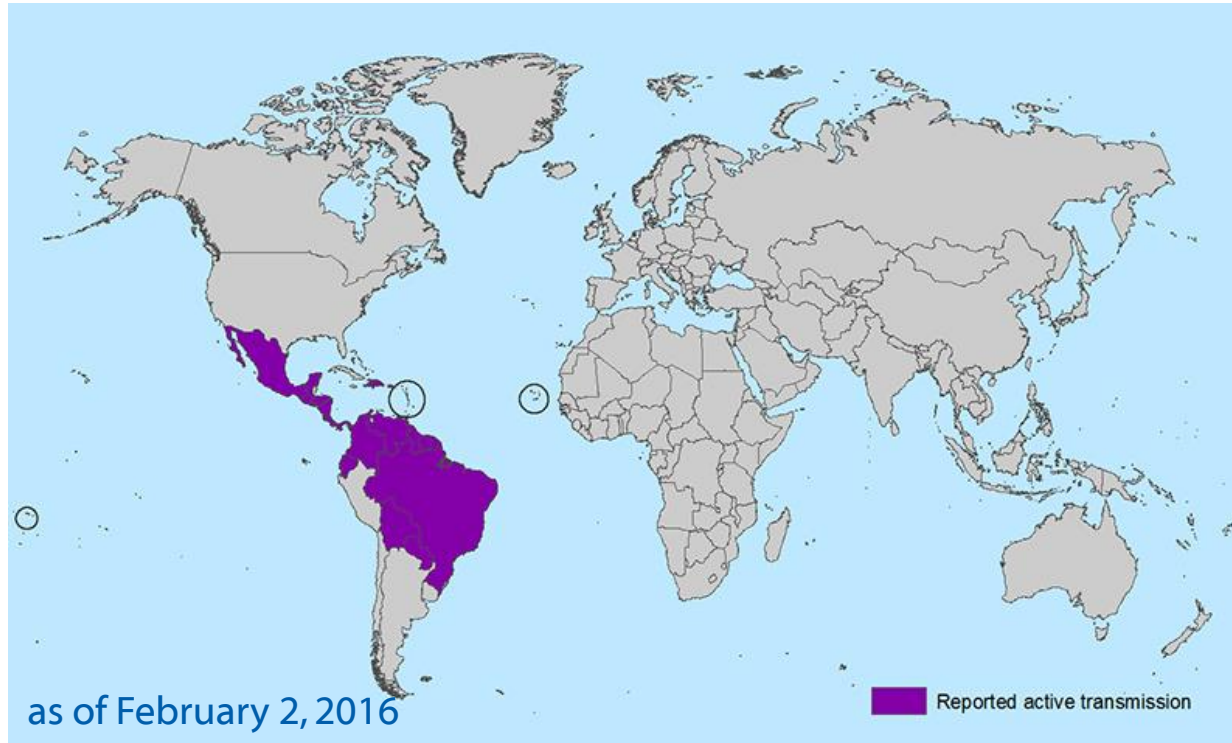 as of February 2, 2016
Reported active transmission